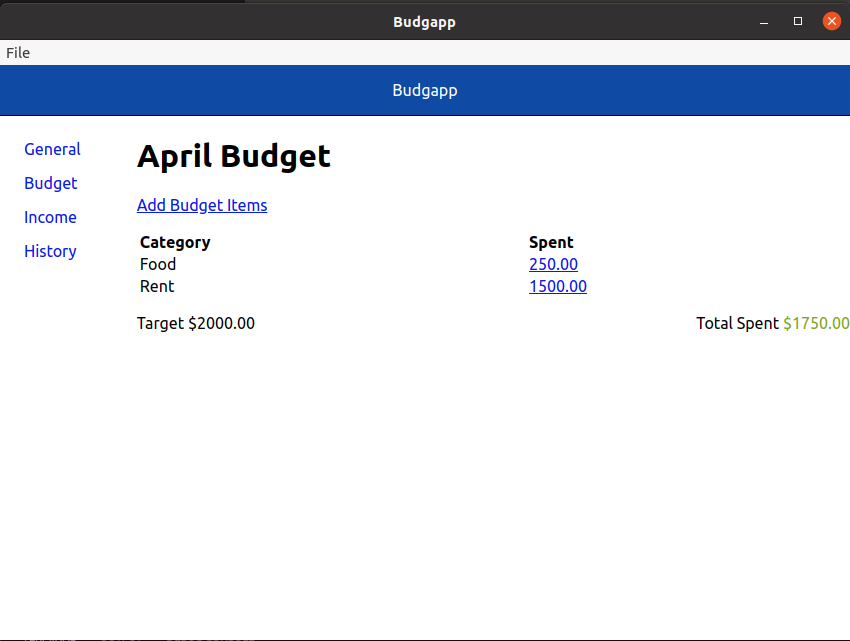 Budgapp
File
Budgapp
General
Budget
Income
History
April Budget
Add Budget Items
Category Spent
Food 250.00
Rent 1500.00
Target $2000.00 Total Spent $1750.00